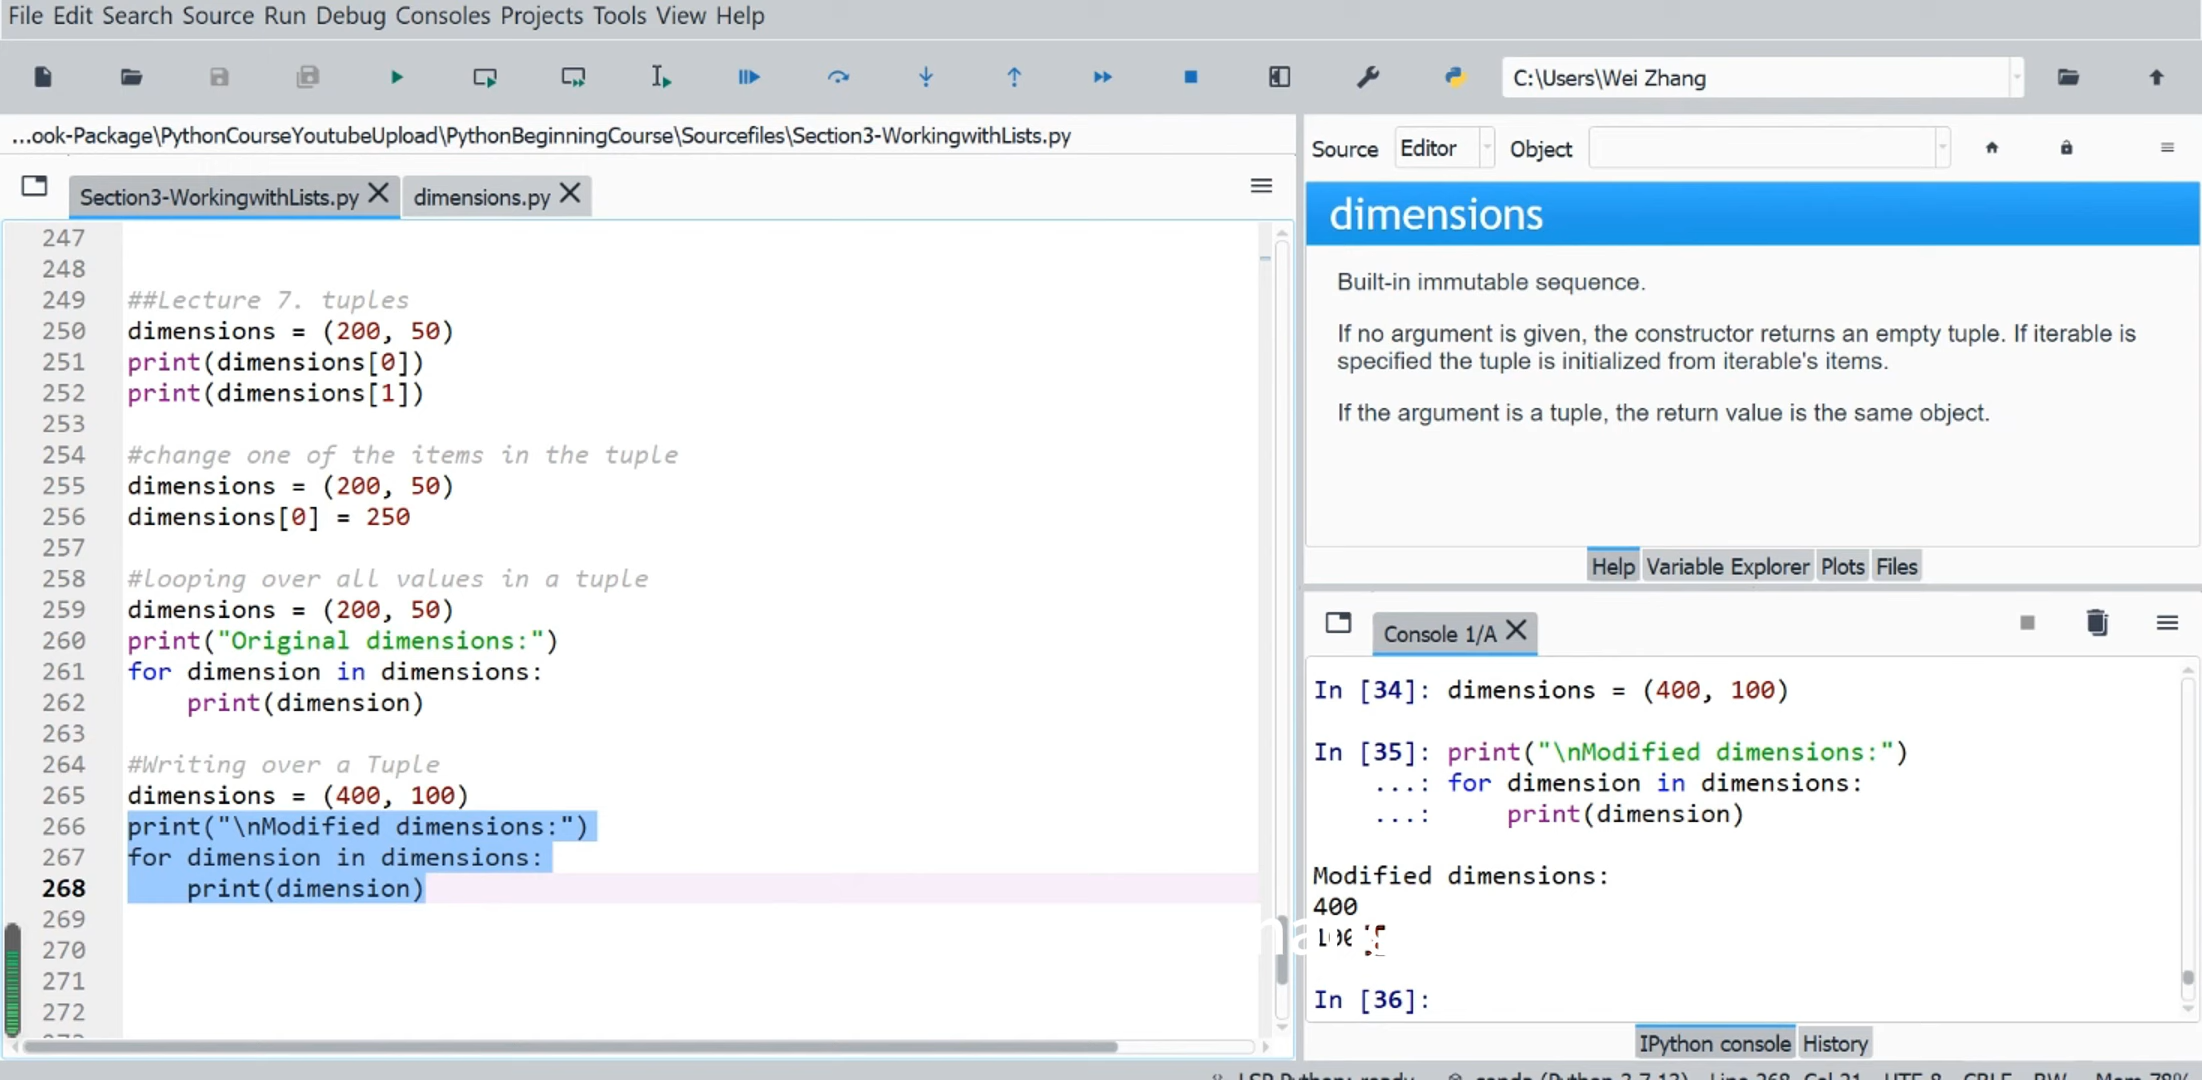 File Edit Search Source Run Debug Consoles Projects Tools View Help
C:\Users\Wei Zhang
...ook-Package\PythonCourseYoutubeUpload\PythonBeginningCourse\Sourcefiles\Section3-WorkingwithLists.py
Section3-WorkingwithLists.py dimensions.py
247
248
249 ##Lecture 7. tuples
250 dimensions = (200, 50)
251 print(dimensions[0])
252 print(dimensions[1])
253
254 #change one of the items in the tuple
255 dimensions = (200, 50)
256 dimensions[0] = 250
257
258 #looping over all values in a tuple
259 dimensions = (200, 50)
260 print("Original dimensions:")
261 for dimension in dimensions:
262     print(dimension)
263
264 #Writing over a Tuple
265 dimensions = (400, 100)
266 print("\nModified dimensions:")
267 for dimension in dimensions:
268     print(dimension)
269
270
271
272
Source Editor Object
dimensions
Built-in immutable sequence.
If no argument is given, the constructor returns an empty tuple. If iterable is
specified the tuple is initialized from iterable's items.
If the argument is a tuple, the return value is the same object.
Help Variable Explorer Plots Files
Console 1/A
In [34]: dimensions = (400, 100)
In [35]: print("\nModified dimensions:")
...: for dimension in dimensions:
...:     print(dimension)
Modified dimensions:
400
100
In [36]:
IPython console History